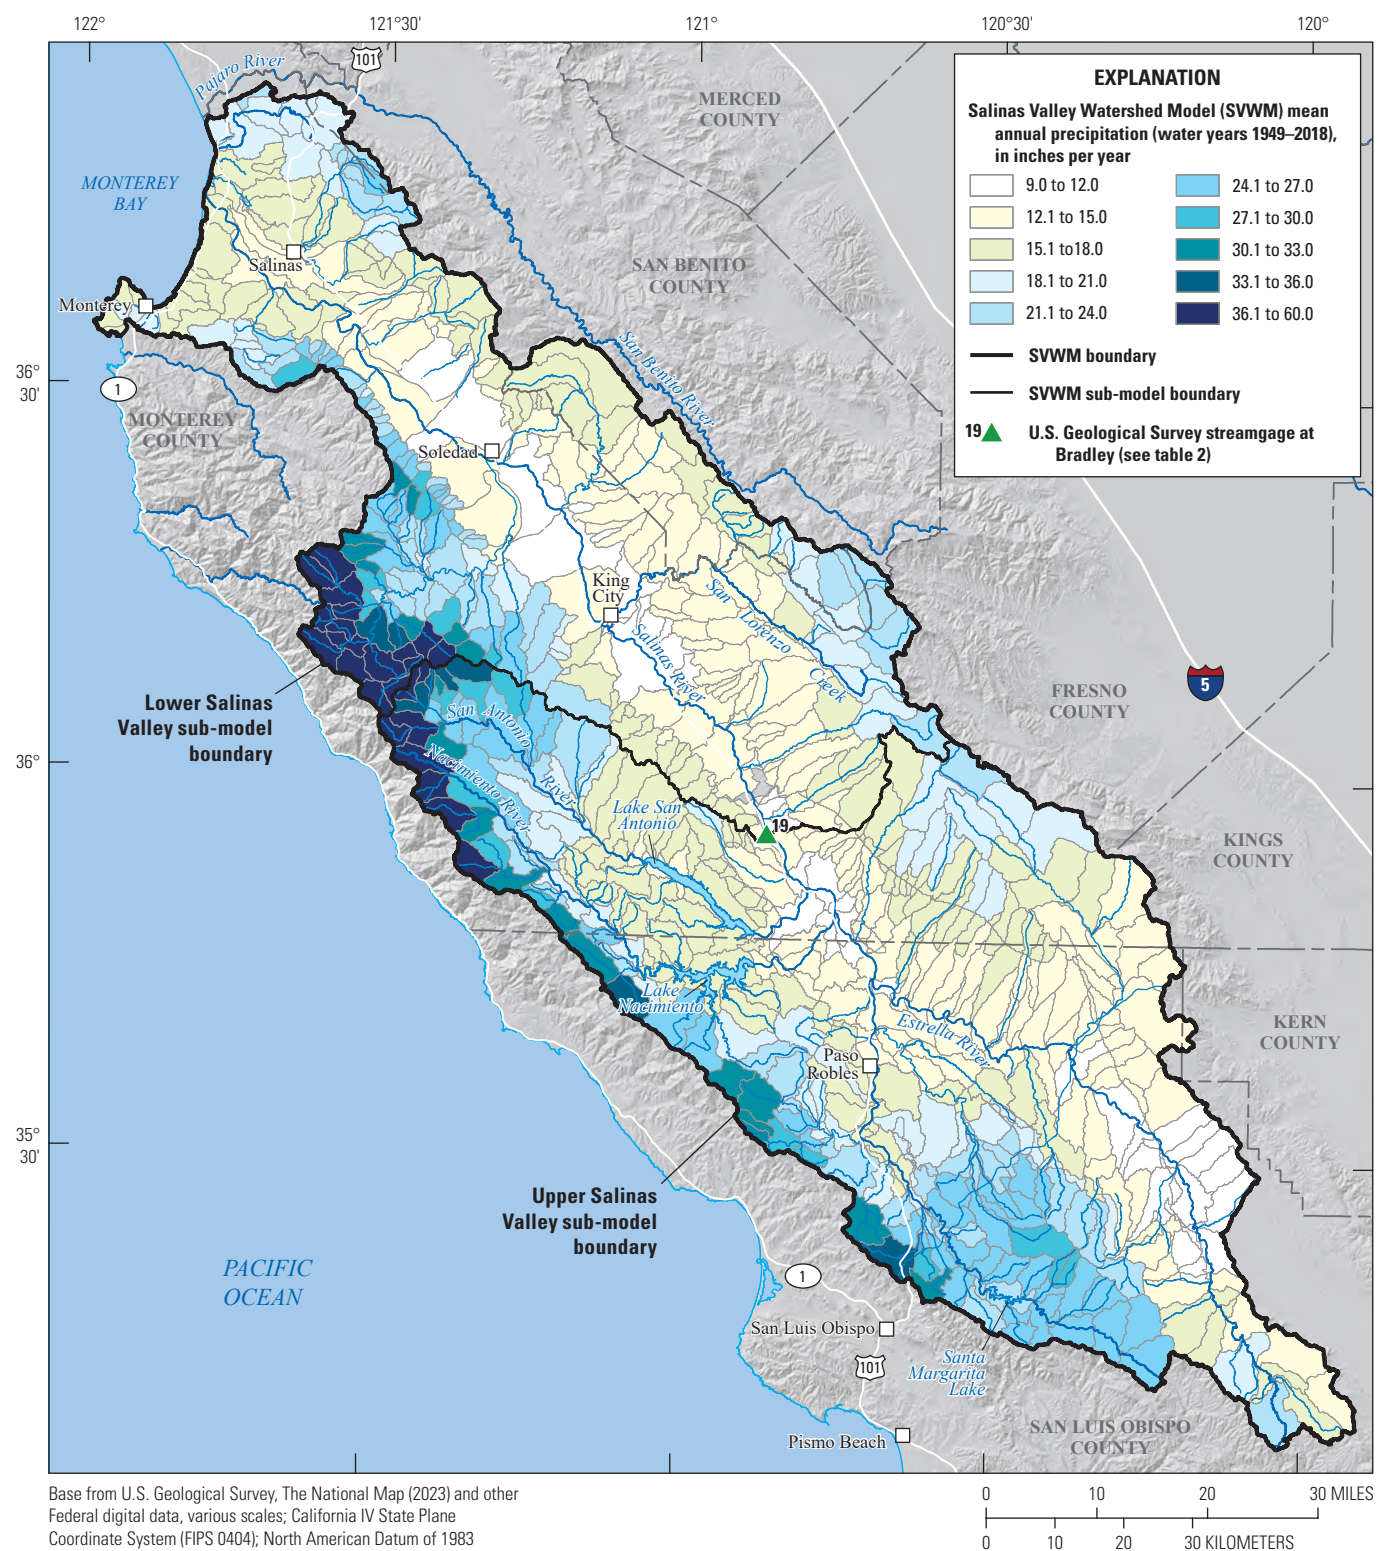 122°
121°30'
121°
120°30'
120°
101
Pajaro River
MERCED
COUNTY
EXPLANATION
Salinas Valley Watershed Model (SVWM) mean
annual precipitation (water years 1949–2018),
in inches per year
9.0 to 12.0
12.1 to 15.0
15.1 to18.0
18.1 to 21.0
21.1 to 24.0
24.1 to 27.0
27.1 to 30.0
30.1 to 33.0
33.1 to 36.0
36.1 to 60.0
SVWM boundary
SVWM sub-model boundary
19
U.S. Geological Survey streamgage at
Bradley (see table 2)
MONTEREY
BAY
Salinas
SAN BENITO
COUNTY
Monterey
San Benito River
36°
30'
1
MONTEREY
COUNTY
Soledad
King
City
San Lorenzo Creek
Salinas River
FRESNO
COUNTY
5
Lower Salinas
Valley sub-model
boundary
San Antonio River
Nacimiento River
36°
Lake San
Antonio
19
KINGS
COUNTY
Lake
Nacimiento
Estrella River
KERN
COUNTY
Paso
Robles
35°
30'
Upper Salinas
Valley sub-model
boundary
PACIFIC
OCEAN
1
San Luis Obispo
101
Santa
Margarita
Lake
SAN LUIS OBISPO
COUNTY
Pismo Beach
Base from U.S. Geological Survey, The National Map (2023) and other
Federal digital data, various scales; California IV State Plane
Coordinate System (FIPS 0404); North American Datum of 1983
0 10 20 30 MILES
0 10 20 30 KILOMETERS